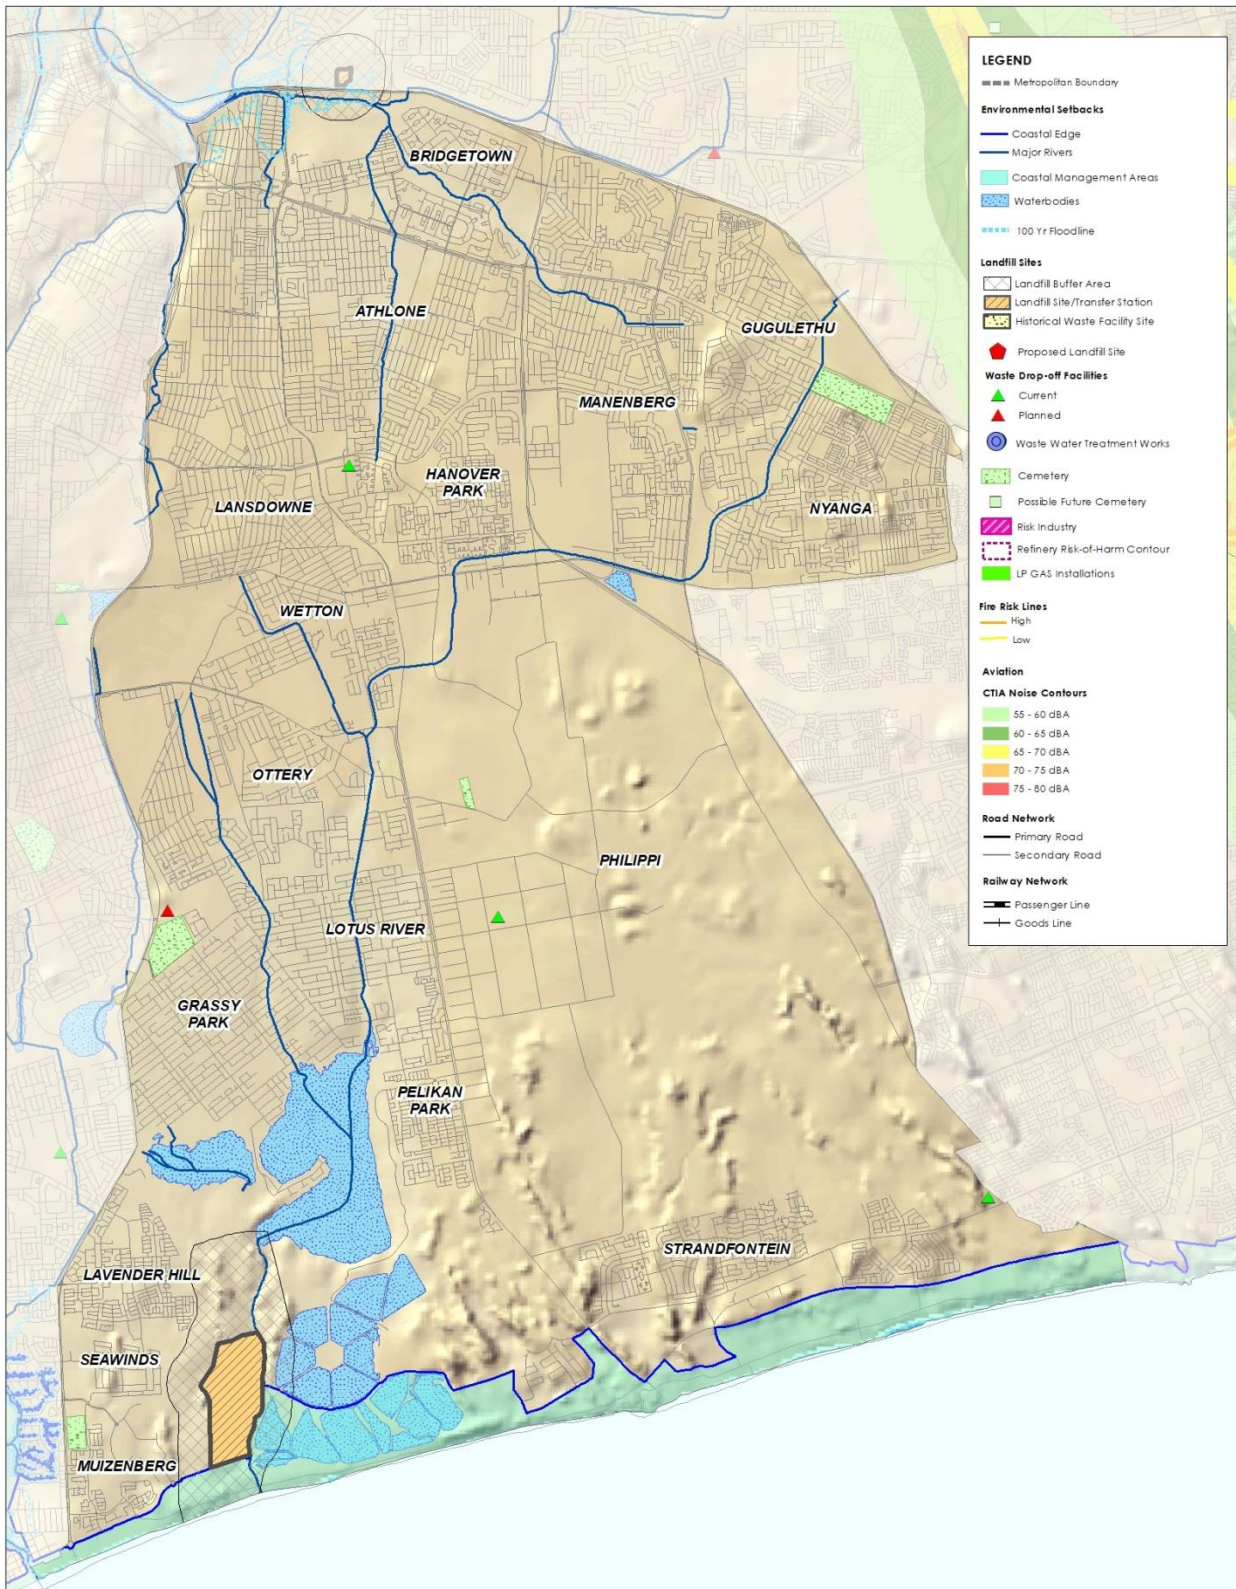 BRIDGETOWN
ATHLONE
GUGULETHU
MANENBERG
HANOVER
PARK
LANSDOWNE
NYANGA
WETTON
OTTERY
PHILIPPI
LOTUS RIVER
GRASSY
PARK
PELIKAN
PARK
STRANDFONTEIN
LAVENDER HILL
SEAWINDS
MUIZENBERG
LEGEND
Metropolitan Boundary
Environmental Setbacks
Coastal Edge
Major Rivers
Coastal Management Areas
Waterbodies
100 Yr Floodline
Landfill Sites
Landfill Buffer Area
Landfill Site/Transfer Station
Historical Waste Facility Site
Proposed Landfill Site
Waste Drop-off Facilities
Current
Planned
Waste Water Treatment Works
Cemetery
Possible Future Cemetery
Risk Industry
Refinery Risk-of-Harm Contour
LP GAS Installations
Fire Risk Lines
High
Low
Aviation
CTIA Noise Contours
55 - 60 dBA
60 - 65 dBA
65 - 70 dBA
70 - 75 dBA
75 - 80 dBA
Road Network
Primary Road
Secondary Road
Railway Network
Passenger Line
Goods Line